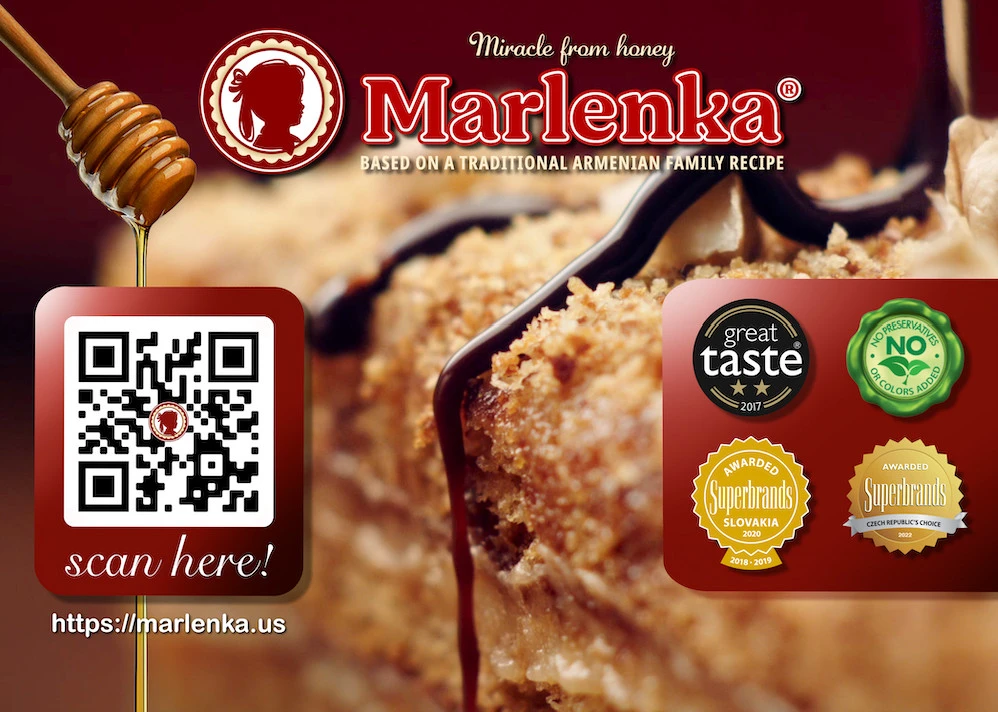 Miracle from honey
Marlenka®
BASED ON A TRADITIONAL ARMENIAN FAMILY RECIPE
great
taste®
2017
NO PRESERVATIVES
NO
OR COLORS ADDED
AWARDED
Superbrands
SLOVAKIA
2020
2018 - 2019
AWARDED
Superbrands
CZECH REPUBLIC'S CHOICE
2022
scan here!
https://marlenka.us